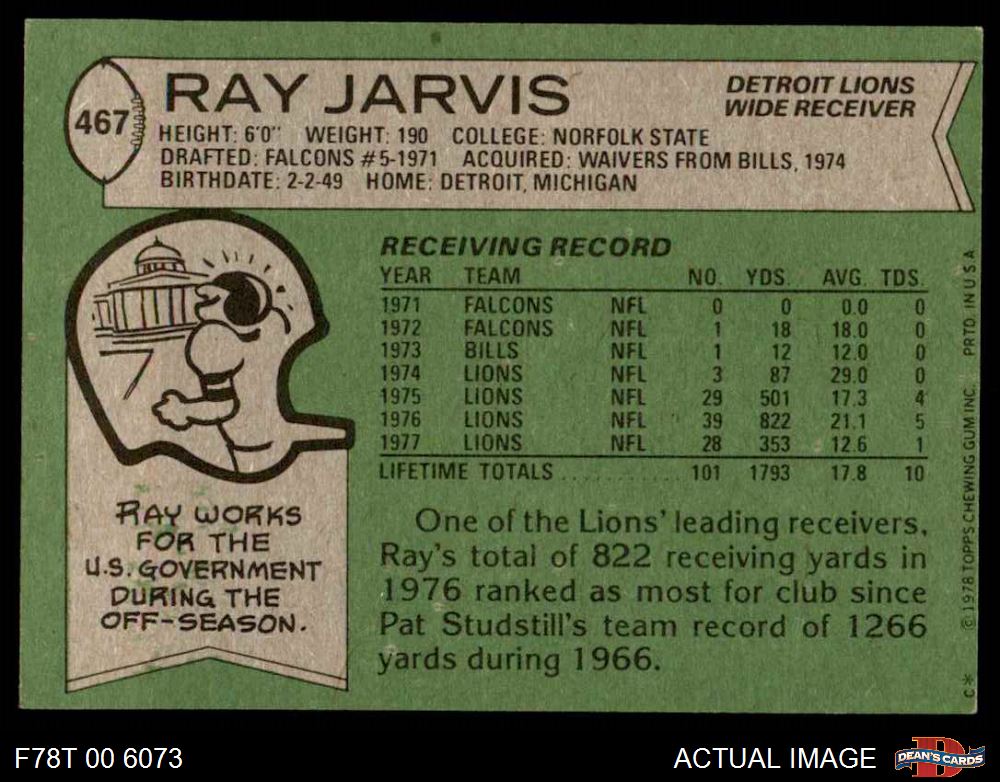 467
RAY JARVIS
DETROIT LIONS
WIDE RECEIVER
HEIGHT: 6'0" WEIGHT: 190 COLLEGE: NORFOLK STATE
DRAFTED: FALCONS #5-1971 ACQUIRED: WAIVERS FROM BILLS, 1974
BIRTHDATE: 2-2-49 HOME: DETROIT, MICHIGAN
RECEIVING RECORD
YEAR TEAM NO. YDS. AVG. TDS.
1971 FALCONS NFL 0 0 0.0 0
1972 FALCONS NFL 1 18 18.0 0
1973 BILLS NFL 1 12 12.0 0
1974 LIONS NFL 3 87 29.0 0
1975 LIONS NFL 29 501 17.3 4
1976 LIONS NFL 39 822 21.1 5
1977 LIONS NFL 28 353 12.6 1
LIFETIME TOTALS .......... 101 1793 17.8 10
RAY WORKS
FOR THE
U.S. GOVERNMENT
DURING THE
OFF-SEASON.
One of the Lions' leading receivers,
Ray's total of 822 receiving yards in
1976 ranked as most for club since
Pat Studstill's team record of 1266
yards during 1966.
C* © 1978 TOPPS CHEWING GUM INC. PRTD. IN U S A
F78T 00 6073
ACTUAL IMAGE
D
DEAN'S CARDS